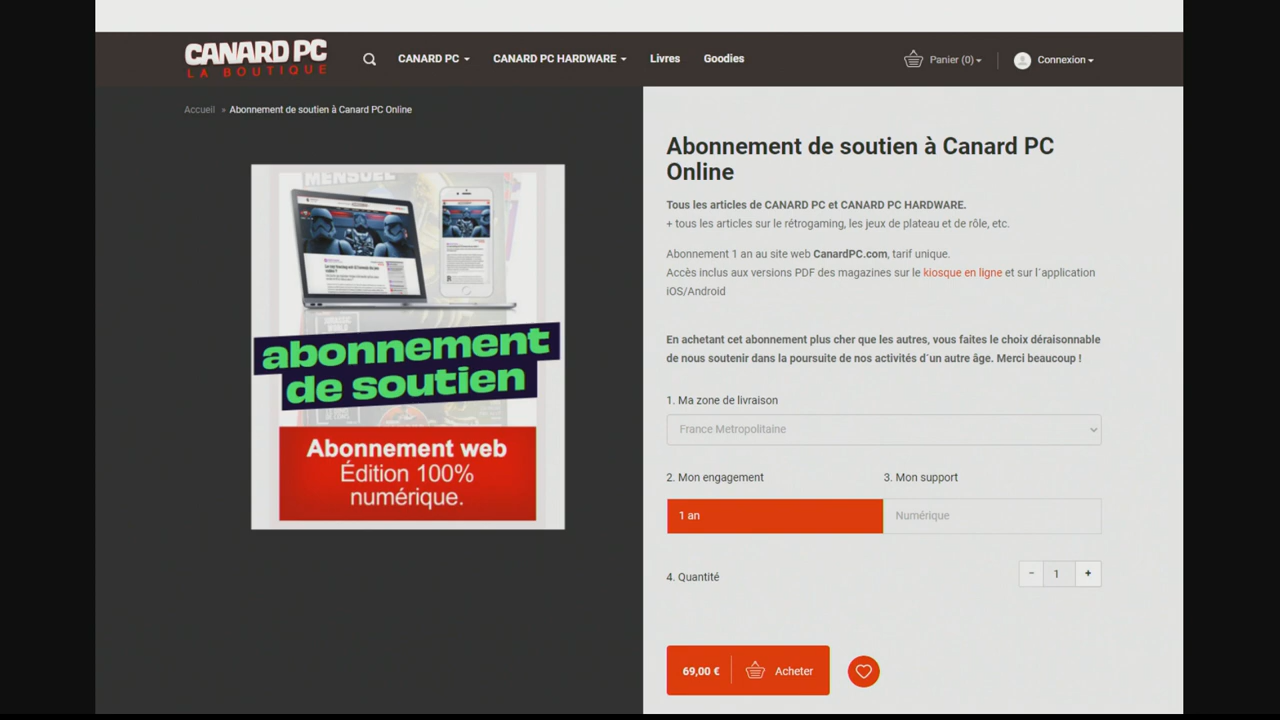 CANARD PC
LA BOUTIQUE
CANARD PC
CANARD PC HARDWARE
Livres
Goodies
Panier (0)
Connexion
Accueil » Abonnement de soutien à Canard PC Online
MENSUEL
abonnement
de soutien
Abonnement web
Édition 100%
numérique.
Abonnement de soutien à Canard PC
Online
Tous les articles de CANARD PC et CANARD PC HARDWARE.
+ tous les articles sur le rétrogaming, les jeux de plateau et de rôle, etc.
Abonnement 1 an au site web CanardPC.com, tarif unique.
Accès inclus aux versions PDF des magazines sur le kiosque en ligne et sur l´application
iOS/Android
En achetant cet abonnement plus cher que les autres, vous faites le choix déraisonnable
de nous soutenir dans la poursuite de nos activités d´un autre âge. Merci beaucoup !
1. Ma zone de livraison
France Metropolitaine
2. Mon engagement
3. Mon support
1 an
Numérique
4. Quantité
− 1 +
69,00 €
Acheter